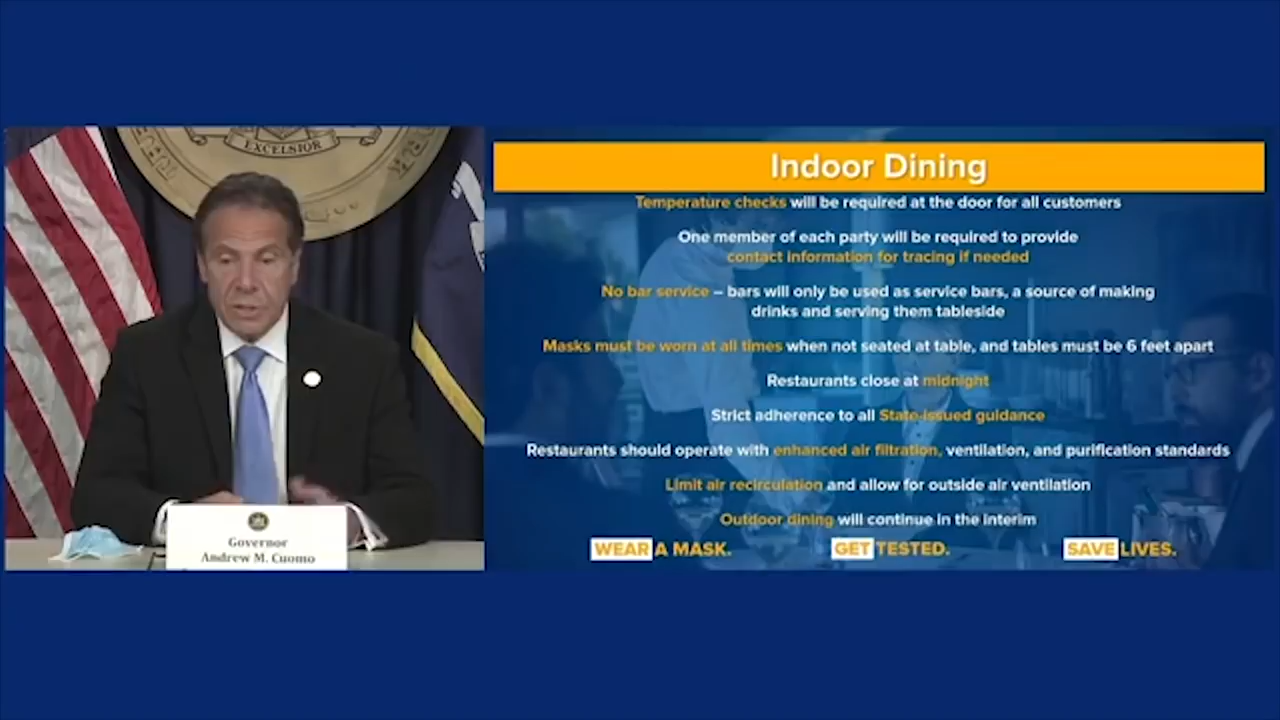 EXCELSIOR
Governor
Andrew M. Cuomo
Indoor Dining
Temperature checks will be required at the door for all customers
One member of each party will be required to provide
contact information for tracing if needed
No bar service – bars will only be used as service bars, a source of making
drinks and serving them tableside
Masks must be worn at all times when not seated at table, and tables must be 6 feet apart
Restaurants close at midnight
Strict adherence to all State-issued guidance
Restaurants should operate with enhanced air filtration, ventilation, and purification standards
Limit air recirculation and allow for outside air ventilation
Outdoor dining will continue in the interim
WEAR A MASK. GET TESTED. SAVE LIVES.